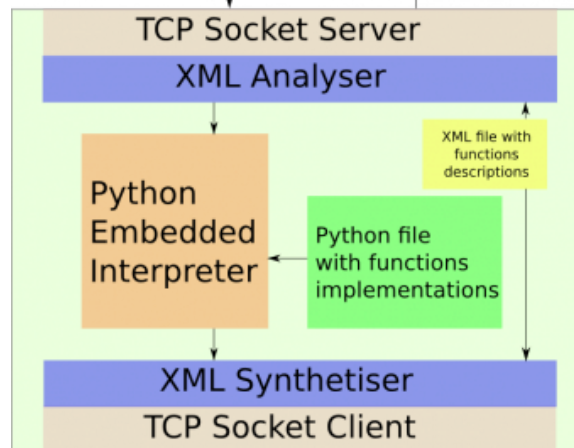 TCP Socket Server
XML Analyser
XML file with
functions
descriptions
Python
Embedded
Interpreter
Python file
with functions
implementations
XML Synthetiser
TCP Socket Client